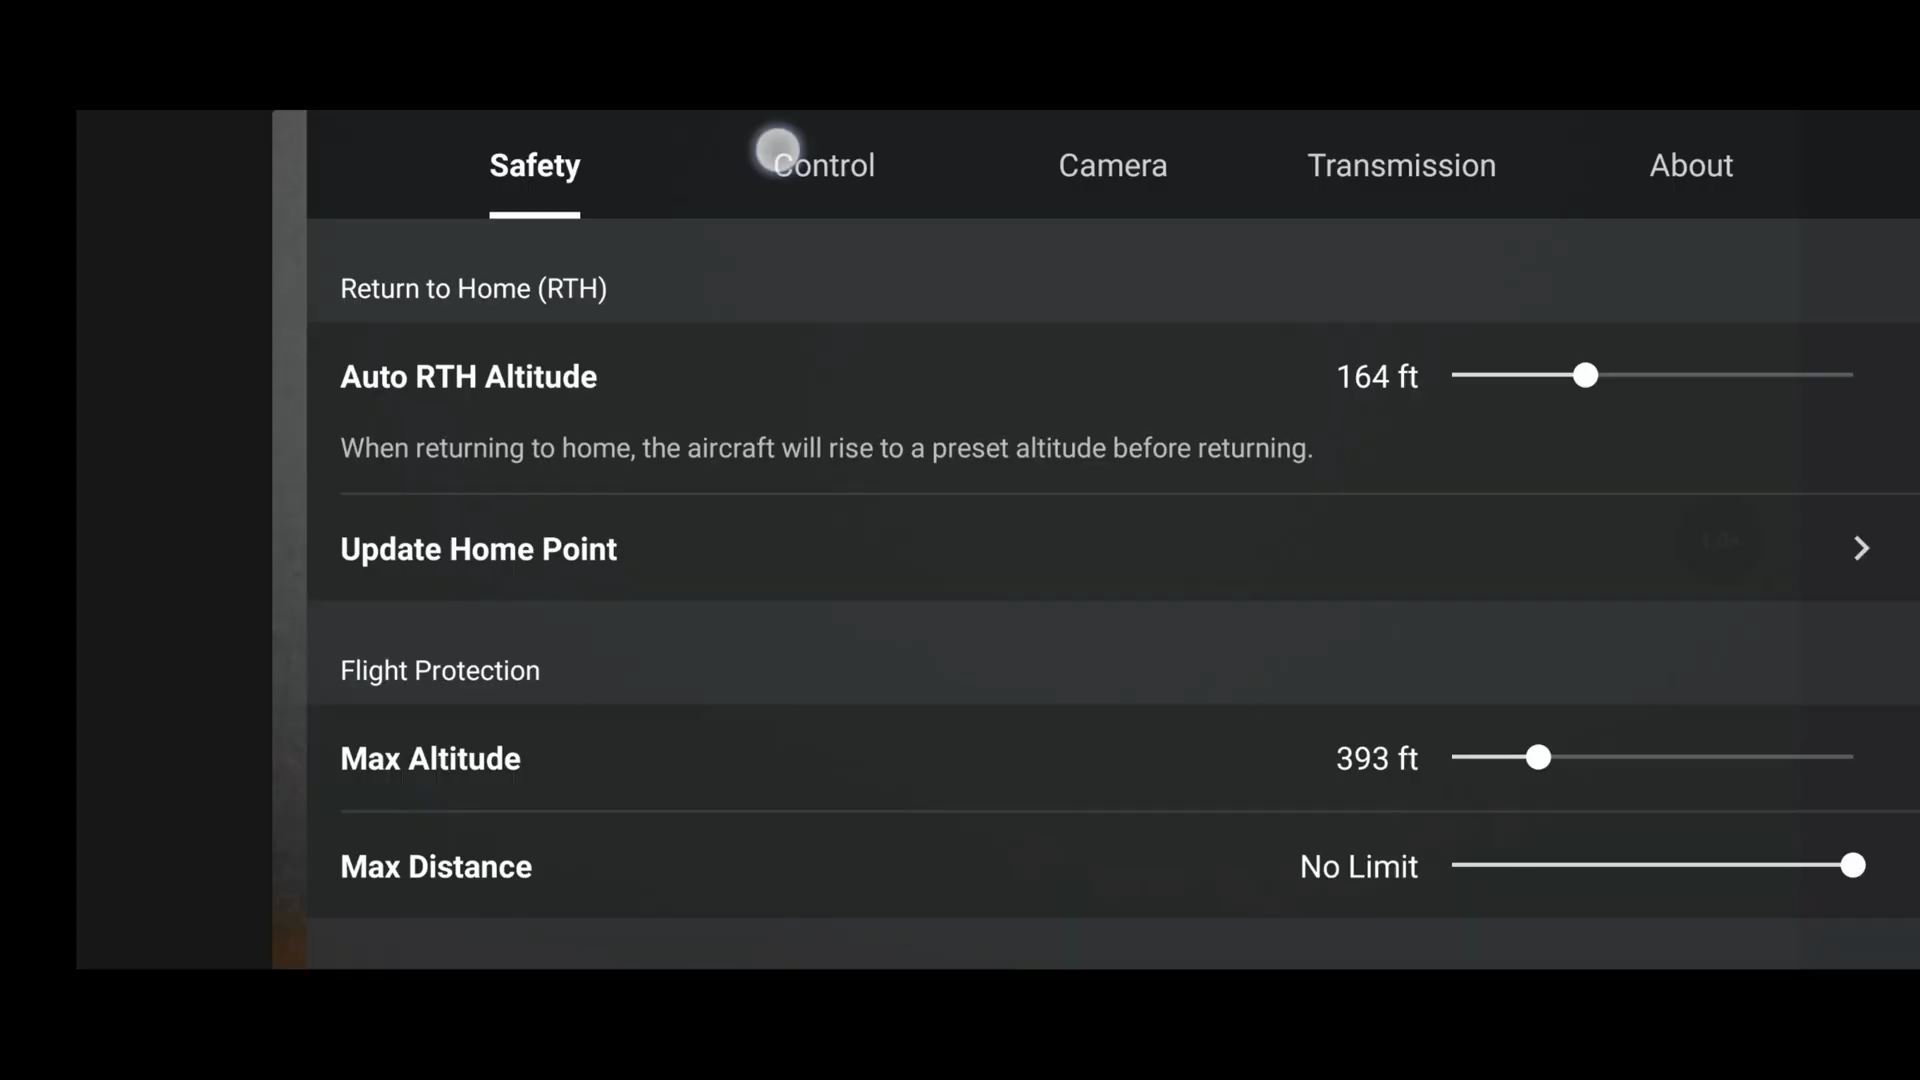 Safety Control Camera Transmission About
Return to Home (RTH)
Auto RTH Altitude 164 ft
When returning to home, the aircraft will rise to a preset altitude before returning.
Update Home Point
Flight Protection
Max Altitude 393 ft
Max Distance No Limit